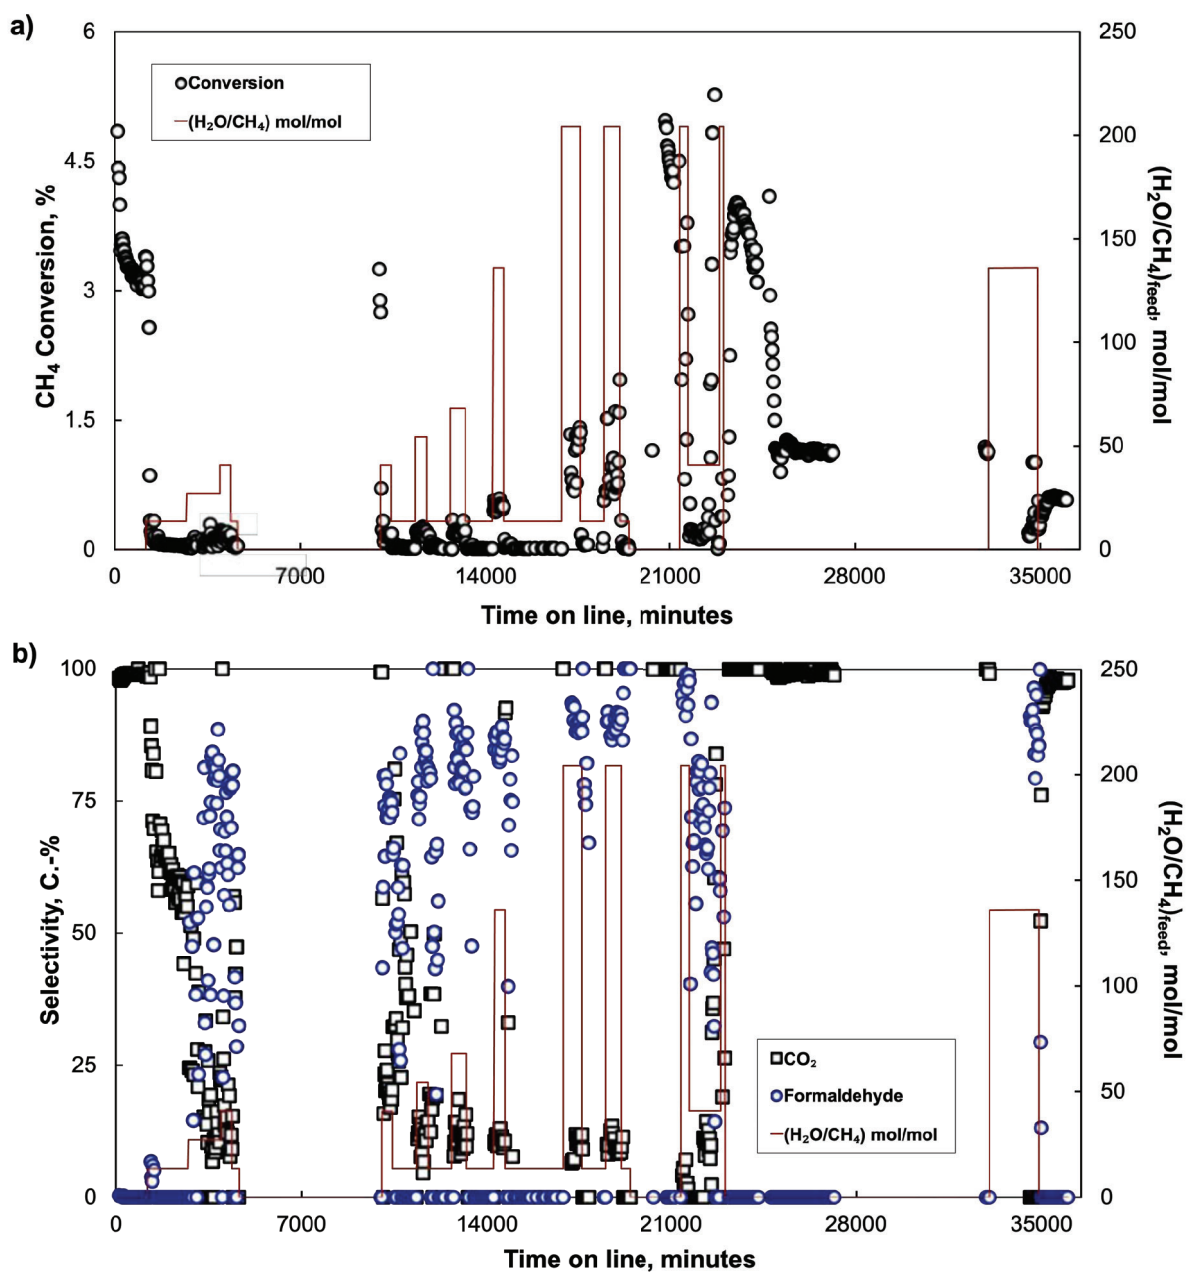 a)
6
4.5
3
1.5
0
CH₄ Conversion, %
Conversion
(H₂O/CH₄) mol/mol
250
200
150
100
50
0
(H₂O/CH₄)feed, mol/mol
0 7000 14000 21000 28000 35000
Time on line, minutes
b)
100
75
50
25
0
Selectivity, C.-%
CO₂
Formaldehyde
(H₂O/CH₄) mol/mol
250
200
150
100
50
0
(H₂O/CH₄)feed, mol/mol
0 7000 14000 21000 28000 35000
Time on line, minutes